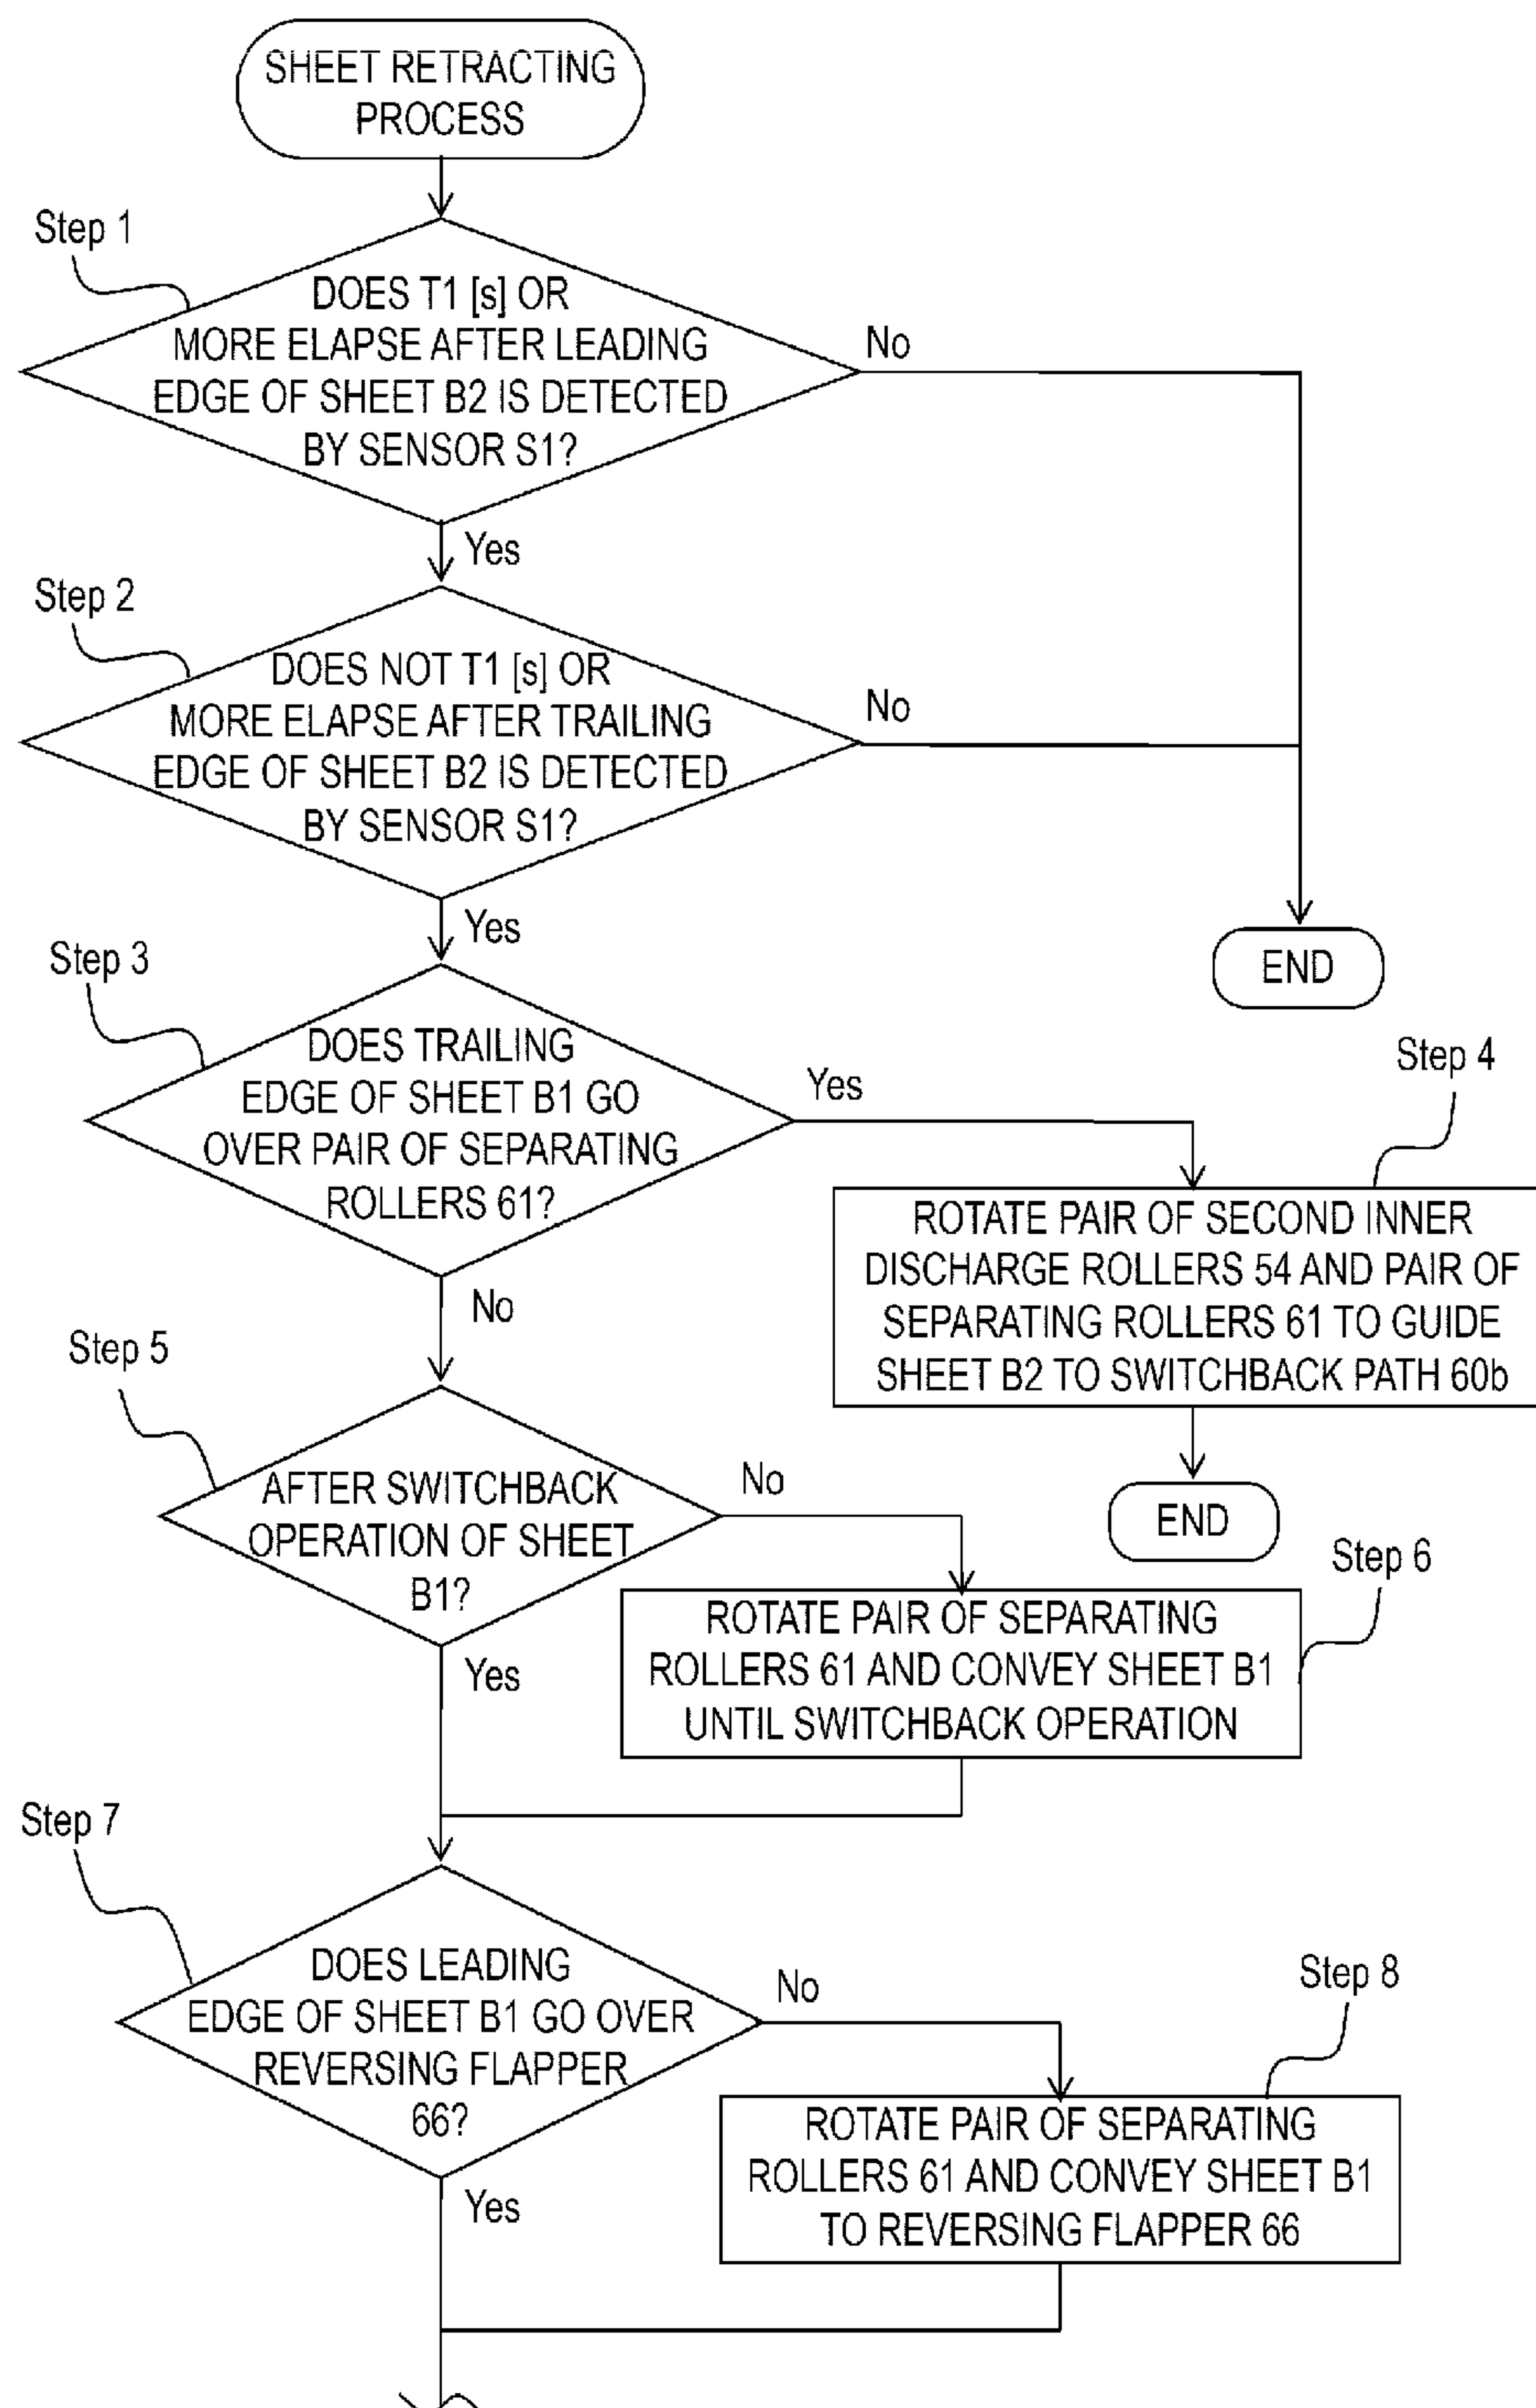 SHEET RETRACTING
PROCESS
Step 1
DOES T1 [s] OR
MORE ELAPSE AFTER LEADING
EDGE OF SHEET B2 IS DETECTED
BY SENSOR S1?
No
Yes
Step 2
DOES NOT T1 [s] OR
MORE ELAPSE AFTER TRAILING
EDGE OF SHEET B2 IS DETECTED
BY SENSOR S1?
No
Yes
END
Step 3
DOES TRAILING
EDGE OF SHEET B1 GO
OVER PAIR OF SEPARATING
ROLLERS 61?
Yes
No
Step 4
ROTATE PAIR OF SECOND INNER
DISCHARGE ROLLERS 54 AND PAIR OF
SEPARATING ROLLERS 61 TO GUIDE
SHEET B2 TO SWITCHBACK PATH 60b
END
Step 5
AFTER SWITCHBACK
OPERATION OF SHEET
B1?
No
Yes
Step 6
ROTATE PAIR OF SEPARATING
ROLLERS 61 AND CONVEY SHEET B1
UNTIL SWITCHBACK OPERATION
Step 7
DOES LEADING
EDGE OF SHEET B1 GO OVER
REVERSING FLAPPER
66?
No
Yes
Step 8
ROTATE PAIR OF SEPARATING
ROLLERS 61 AND CONVEY SHEET B1
TO REVERSING FLAPPER 66